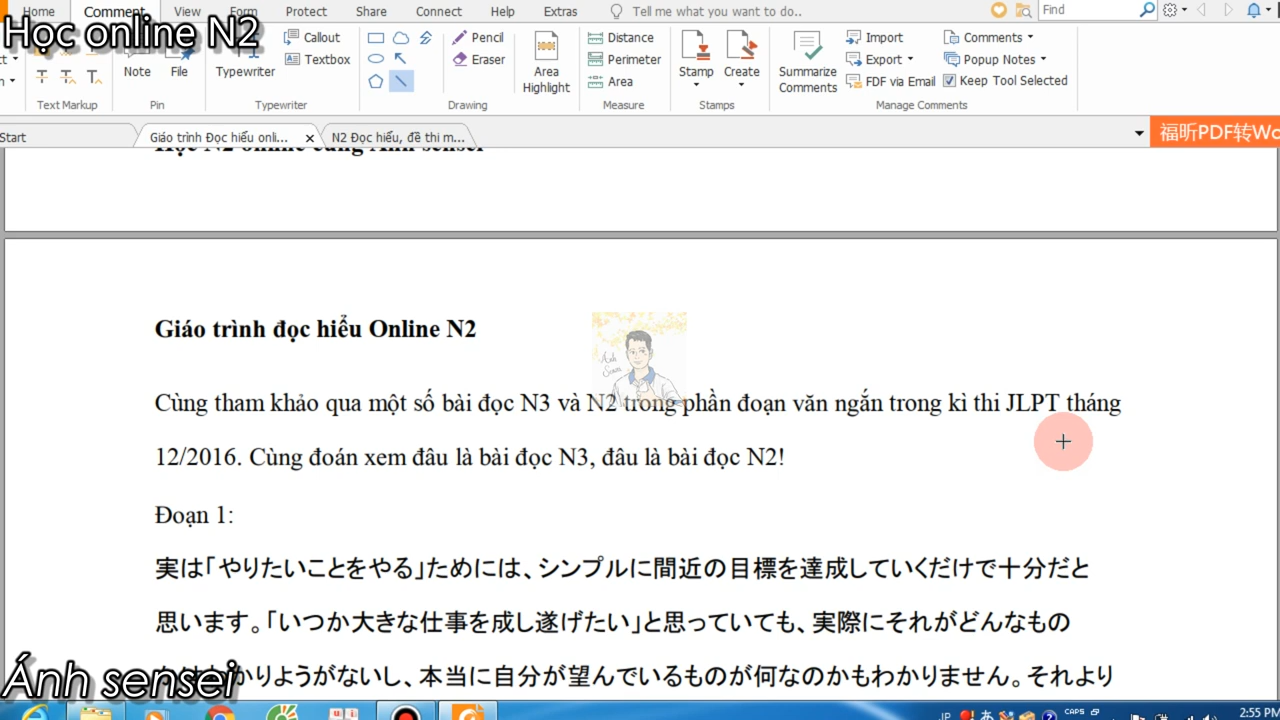 Home Comment View Form Protect Share Connect Help Extras Tell me what you want to do.. Find
Học online N2
Callout
Textbox
Note File Typewriter
Pencil
Eraser
Area Highlight
Distance
Perimeter
Area
Stamp Create
Summarize Comments
Import
Export
FDF via Email
Comments
Popup Notes
Keep Tool Selected
Text Markup Pin Typewriter Drawing Measure Stamps Manage Comments
Start Giáo trình Đọc hiểu onli... N2 Đọc hiểu, đề thi m... 福昕PDF转Wo
Học N2 online cùng Ánh sensei
Giáo trình đọc hiểu Online N2
Ánh Sensei
Cùng tham khảo qua một số bài đọc N3 và N2 trong phần đoạn văn ngắn trong kì thi JLPT tháng
12/2016. Cùng đoán xem đâu là bài đọc N3, đâu là bài đọc N2!
Đoạn 1:
実は「やりたいことをやる」ためには、シンプルに間近の目標を達成していくだけで十分だと
思います。「いつか大きな仕事を成し遂げたい」と思っていても、実際にそれがどんなもの
かりようがないし、本当に自分が望んでいるものが何なのかもわかりません。それより
Ánh sensei
JP あ CAPS 2:55 PM